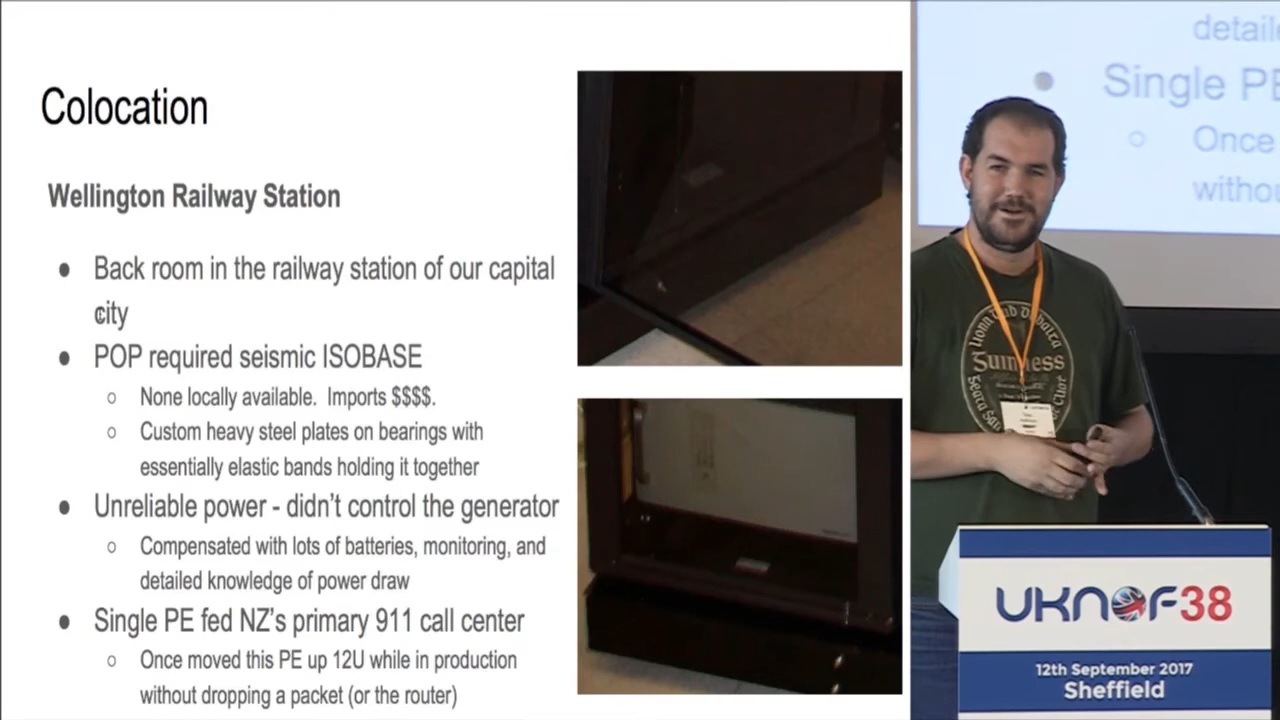 Colocation
Wellington Railway Station
Back room in the railway station of our capital
city
POP required seismic ISOBASE
None locally available. Imports $$$$.
Custom heavy steel plates on bearings with
essentially elastic bands holding it together
Unreliable power - didn't control the generator
Compensated with lots of batteries, monitoring, and
detailed knowledge of power draw
Single PE fed NZ's primary 911 call center
Once moved this PE up 12U while in production
without dropping a packet (or the router)
Single PE
Once
GUINNESS
UKNOF38
12th September 2017
Sheffield